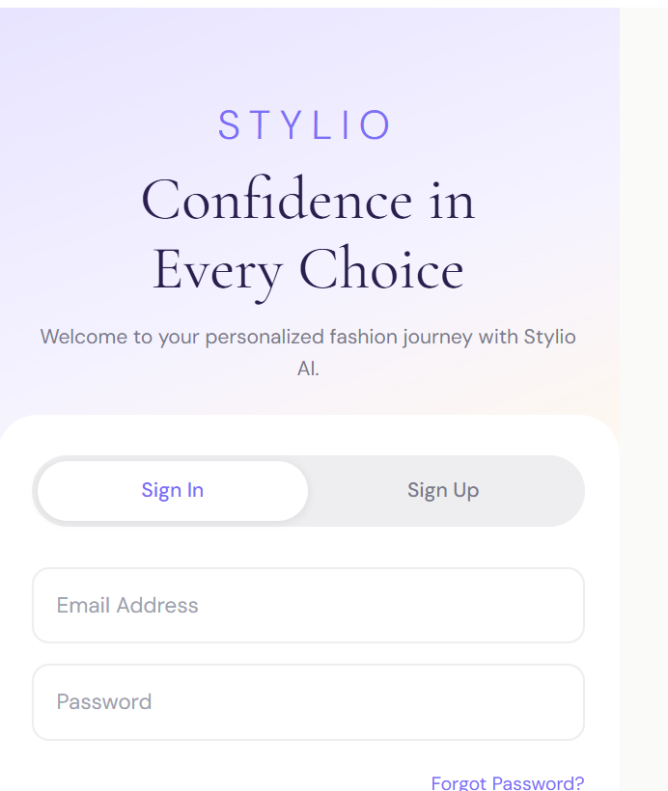 STYLIO
Confidence in
Every Choice
Welcome to your personalized fashion journey with Stylio
AI.
Sign In
Sign Up
Email Address
Password
Forgot Password?